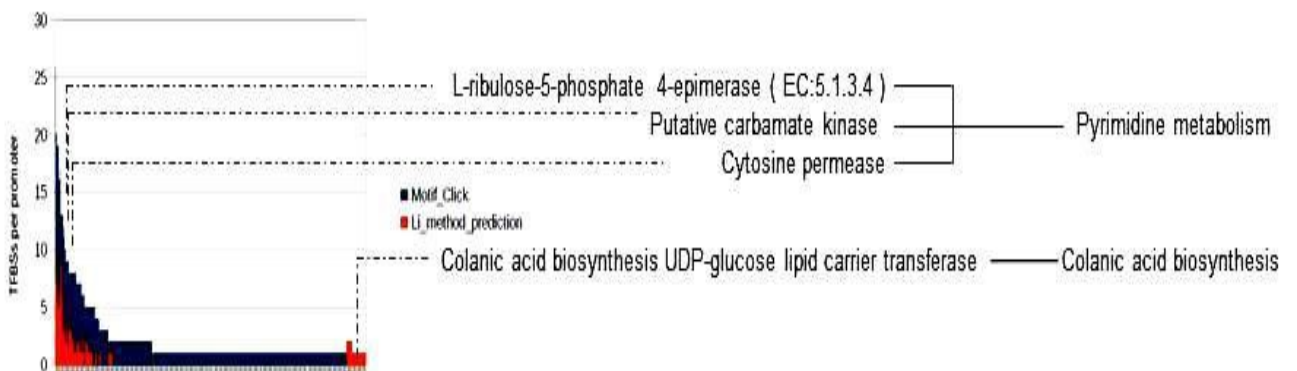 30
25
20
15
10
5
0
TFBSs per promoter
L-ribulose-5-phosphate 4-epimerase ( EC:5.1.3.4 )
Putative carbamate kinase
Pyrimidine metabolism
Cytosine permease
Motif_Click
Li_method_prediction
Colanic acid biosynthesis UDP-glucose lipid carrier transferase
Colanic acid biosynthesis